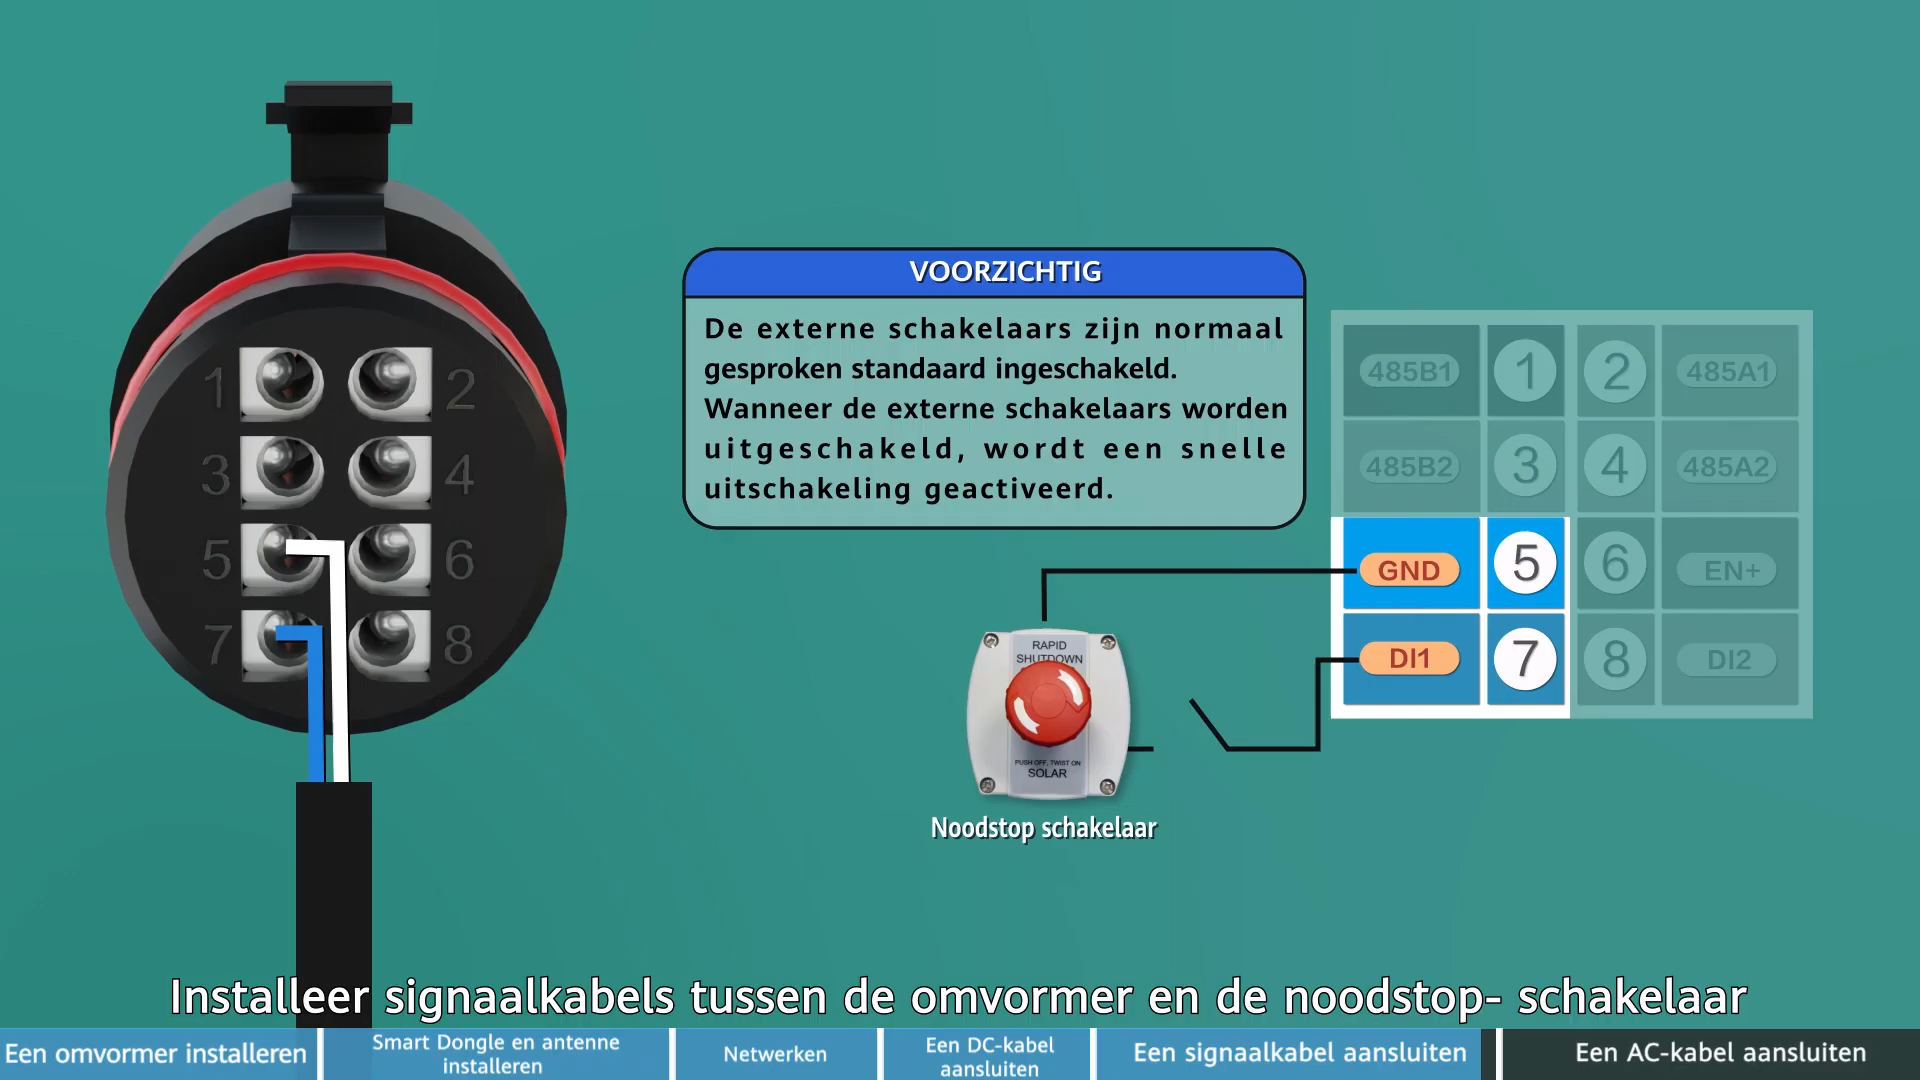 1
2
3
4
5
6
7
8
VOORZICHTIG
De externe schakelaars zijn normaal
gesproken standaard ingeschakeld.
Wanneer de externe schakelaars worden
uitgeschakeld, wordt een snelle
uitschakeling geactiveerd.
485B1 1 2 485A1
485B2 3 4 485A2
GND 5 6 EN+
DI1 7 8 DI2
RAPID
SHUTDOWN
PUSH OFF, TWIST ON
SOLAR
Noodstop schakelaar
Installeer signaalkabels tussen de omvormer en de noodstop- schakelaar
Een omvormer installeren
Smart Dongle en antenne
installeren
Netwerken
Een DC-kabel
aansluiten
Een signaalkabel aansluiten
Een AC-kabel aansluiten